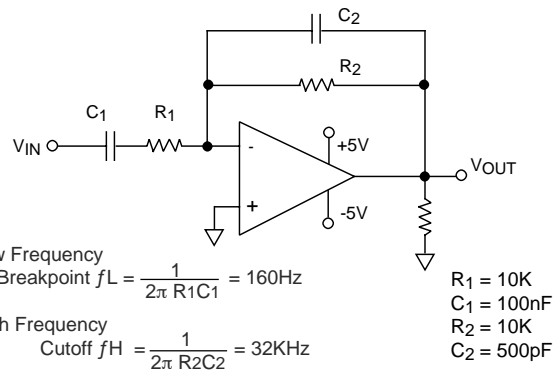 C2
R2
C1
R1
VIN
-
+5V
VOUT
+
-5V
Frequency
Breakpoint ƒL = 1 / 2π R1C1 = 160Hz
R1 = 10K
C1 = 100nF
Frequency
R2 = 10K
Cutoff ƒH = 1 / 2π R2C2 = 32KHz
C2 = 500pF